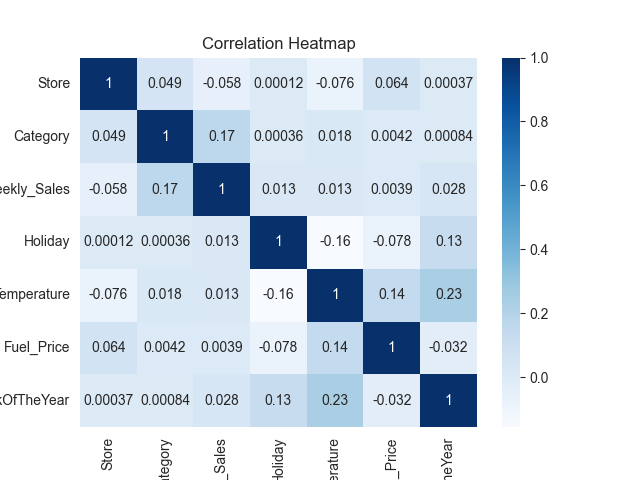 Correlation Heatmap
Store 1 0.049 -0.058 0.00012 -0.076 0.064 0.00037
Category 0.049 1 0.17 0.00036 0.018 0.0042 0.00084
ekly_Sales -0.058 0.17 1 0.013 0.013 0.0039 0.028
Holiday 0.00012 0.00036 0.013 1 -0.16 -0.078 0.13
emperature -0.076 0.018 0.013 -0.16 1 0.14 0.23
Fuel_Price 0.064 0.0042 0.0039 -0.078 0.14 1 -0.032
kOfTheYear 0.00037 0.00084 0.028 0.13 0.23 -0.032 1
Store
ategory
_Sales
Holiday
erature
_Price
heYear
1.0
0.8
0.6
0.4
0.2
0.0